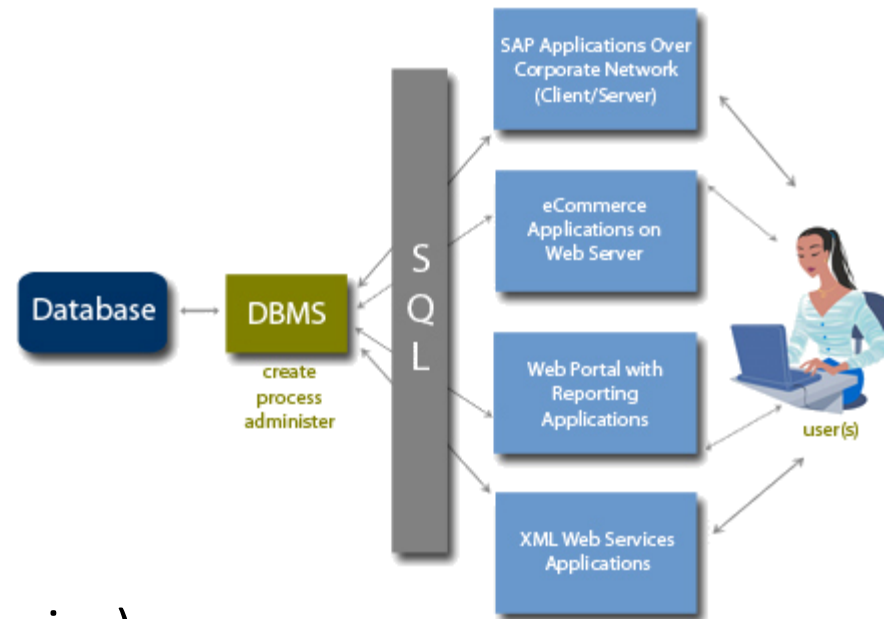 Database
DBMS
create
process
administer
S
Q
L
SAP Applications Over
Corporate Network
(Client/Server)
eCommerce
Applications on
Web Server
Web Portal with
Reporting
Applications
XML Web Services
Applications
user(s)